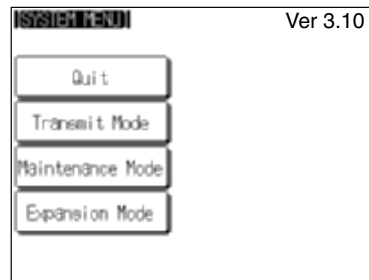 [SYSTEM MENU]
Ver 3.10
Quit
Transmit Mode
Maintenance Mode
Expansion Mode